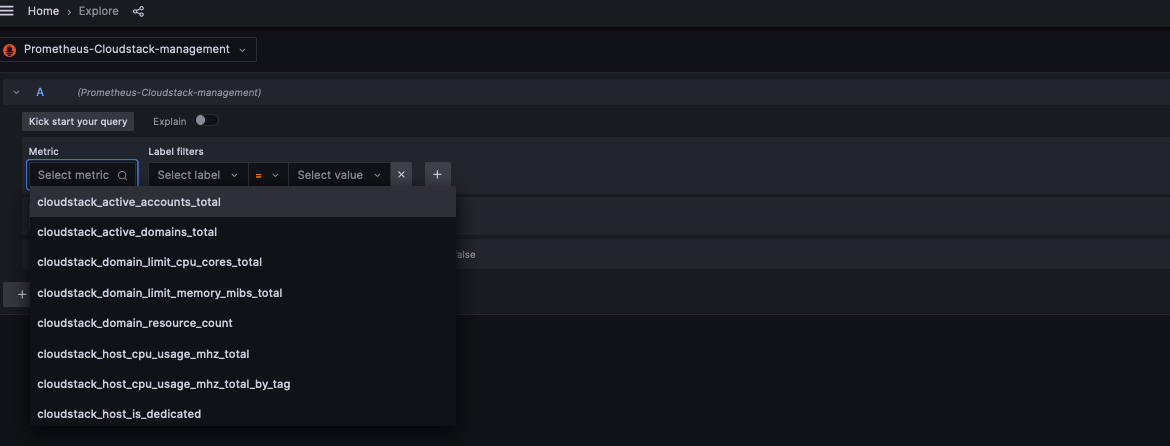 Home › Explore
Prometheus-Cloudstack-management
A (Prometheus-Cloudstack-management)
Kick start your query Explain
Metric Label filters
Select metric Select label = Select value × +
cloudstack_active_accounts_total
cloudstack_active_domains_total
cloudstack_domain_limit_cpu_cores_total
cloudstack_domain_limit_memory_mibs_total
cloudstack_domain_resource_count
cloudstack_host_cpu_usage_mhz_total
cloudstack_host_cpu_usage_mhz_total_by_tag
cloudstack_host_is_dedicated